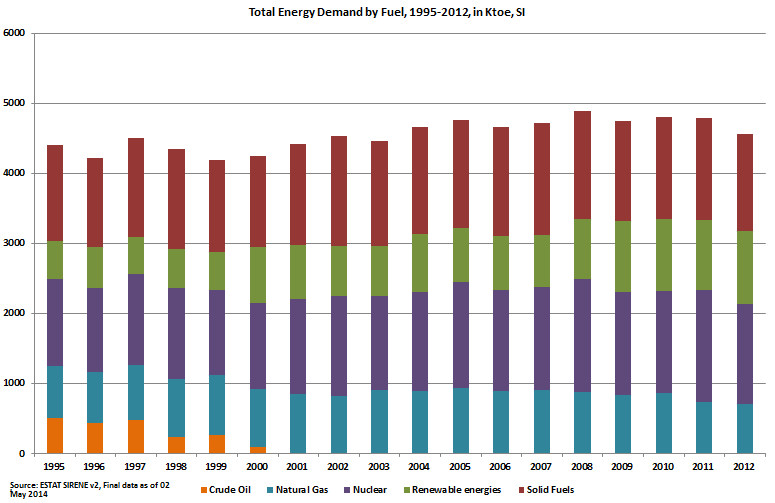 Total Energy Demand by Fuel, 1995-2012, in Ktoe, SI
6000
5000
4000
3000
2000
1000
0
1995 1996 1997 1998 1999 2000 2001 2002 2003 2004 2005 2006 2007 2008 2009 2010 2011 2012
Source: ESTAT SIRENE v2, Final data as of 02
May 2014
Crude Oil Natural Gas Nuclear Renewable energies Solid Fuels